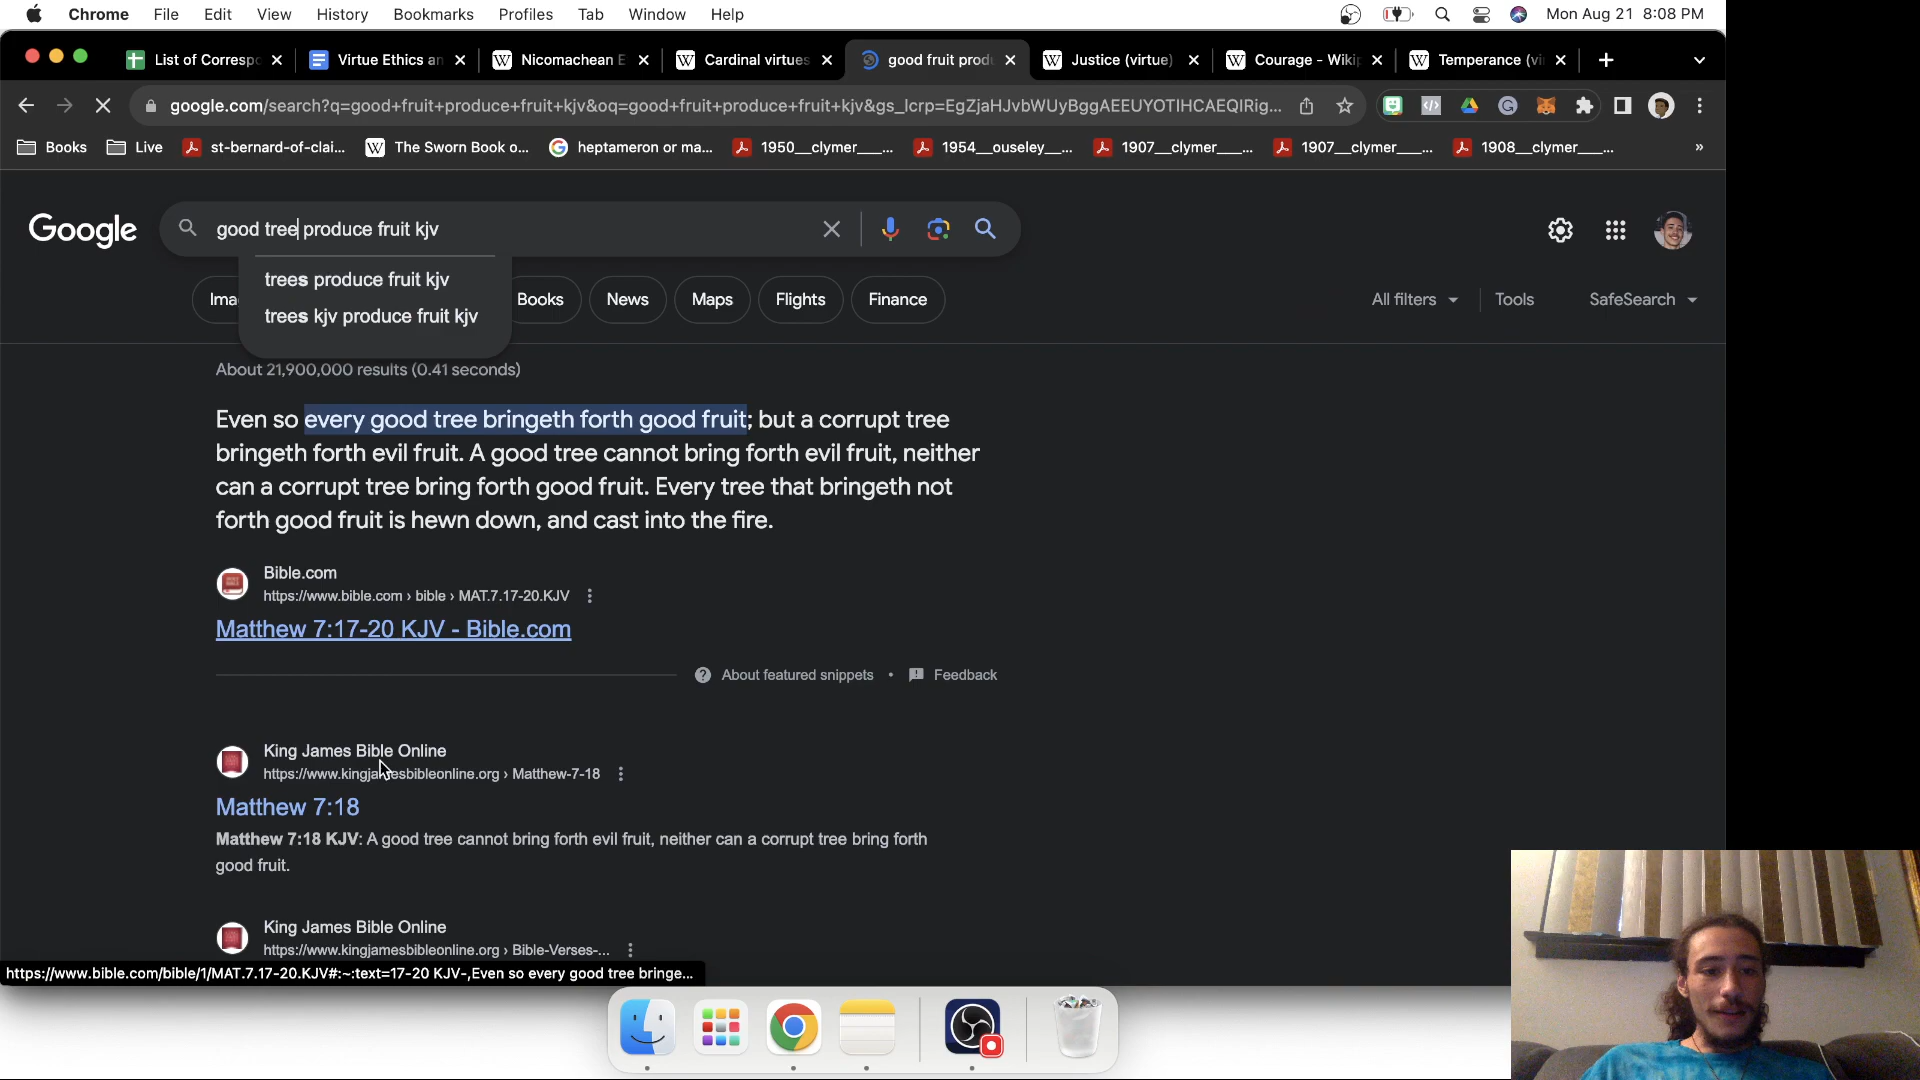 Chrome File Edit View History Bookmarks Profiles Tab Window Help Mon Aug 21 8:08 PM
List of Corresp Virtue Ethics an Nicomachean E Cardinal virtues good fruit produ Justice (virtue) Courage - Wikip Temperance (vi
google.com/search?q=good+fruit+produce+fruit+kjv&oq=good+fruit+produce+fruit+kjv&gs_lcrp=EgZjaHJvbWUyBggAEEUYOTIHCAEQIRig...
Books Live st-bernard-of-clai... The Sworn Book o... heptameron or ma... 1950__clymer____... 1954__ouseley__... 1907__clymer____... 1907__clymer____... 1908__clymer____... »
Google good tree produce fruit kjv
trees produce fruit kjv
trees kjv produce fruit kjv
Ima Books News Maps Flights Finance All filters Tools SafeSearch
About 21,900,000 results (0.41 seconds)
Even so every good tree bringeth forth good fruit; but a corrupt tree
bringeth forth evil fruit. A good tree cannot bring forth evil fruit, neither
can a corrupt tree bring forth good fruit. Every tree that bringeth not
forth good fruit is hewn down, and cast into the fire.
Bible.com
https://www.bible.com › bible › MAT.7.17-20.KJV
Matthew 7:17-20 KJV - Bible.com
About featured snippets • Feedback
King James Bible Online
https://www.kingjamesbibleonline.org › Matthew-7-18
Matthew 7:18
Matthew 7:18 KJV: A good tree cannot bring forth evil fruit, neither can a corrupt tree bring forth
good fruit.
King James Bible Online
https://www.kingjamesbibleonline.org › Bible-Verses-...
https://www.bible.com/bible/1/MAT.7.17-20.KJV#:~:text=17-20 KJV-,Even so every good tree bringe...